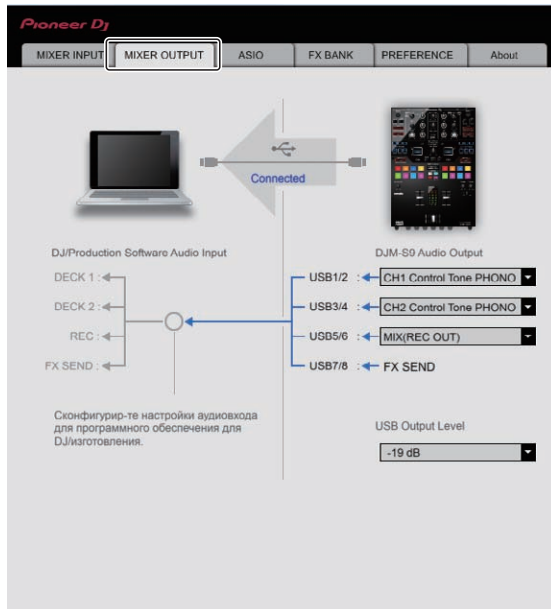 Pioneer Dj
MIXER INPUT MIXER OUTPUT ASIO FX BANK PREFERENCE About
Connected
DJ/Production Software Audio Input
DJM-S9 Audio Output
DECK 1 :
USB1/2 : CH1 Control Tone PHONO
DECK 2 :
USB3/4 : CH2 Control Tone PHONO
REC :
USB5/6 : MIX(REC OUT)
FX SEND :
USB7/8 : FX SEND
Сконфигурир-те настройки аудиовхода
для программного обеспечения для
DJ/изготовления.
USB Output Level
-19 dB